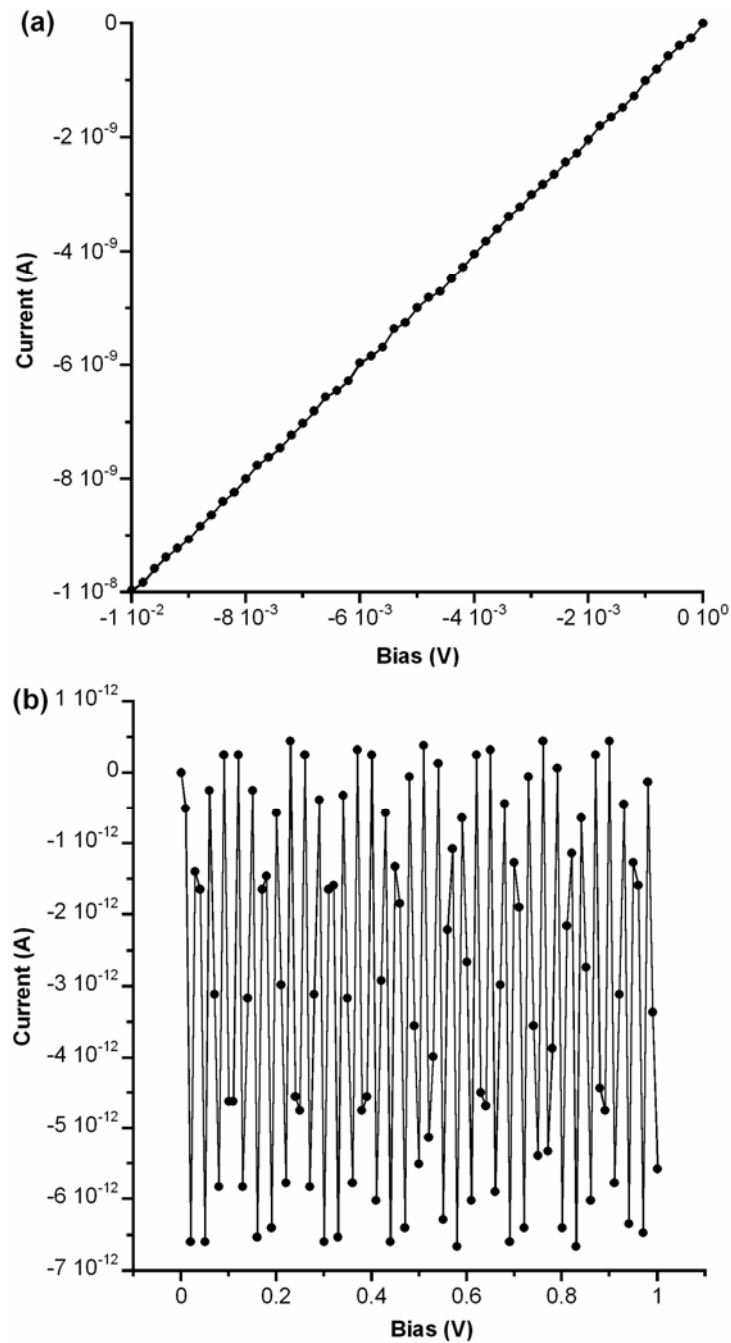 (a)
0
-2 10⁻⁹
-4 10⁻⁹
-6 10⁻⁹
-8 10⁻⁹
-1 10⁻⁸
Current (A)
-1 10⁻² -8 10⁻³ -6 10⁻³ -4 10⁻³ -2 10⁻³ 0 10⁰
Bias (V)
(b)
1 10⁻¹²
0
-1 10⁻¹²
-2 10⁻¹²
-3 10⁻¹²
-4 10⁻¹²
-5 10⁻¹²
-6 10⁻¹²
-7 10⁻¹²
Current (A)
0 0.2 0.4 0.6 0.8 1
Bias (V)